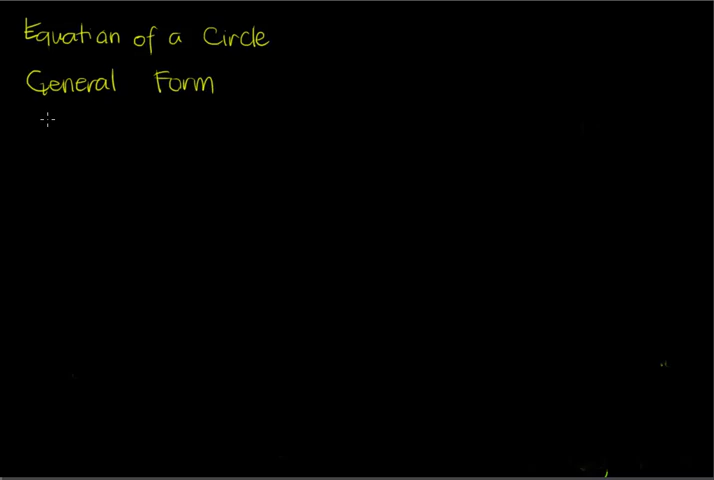 Equation of a Circle
General Form